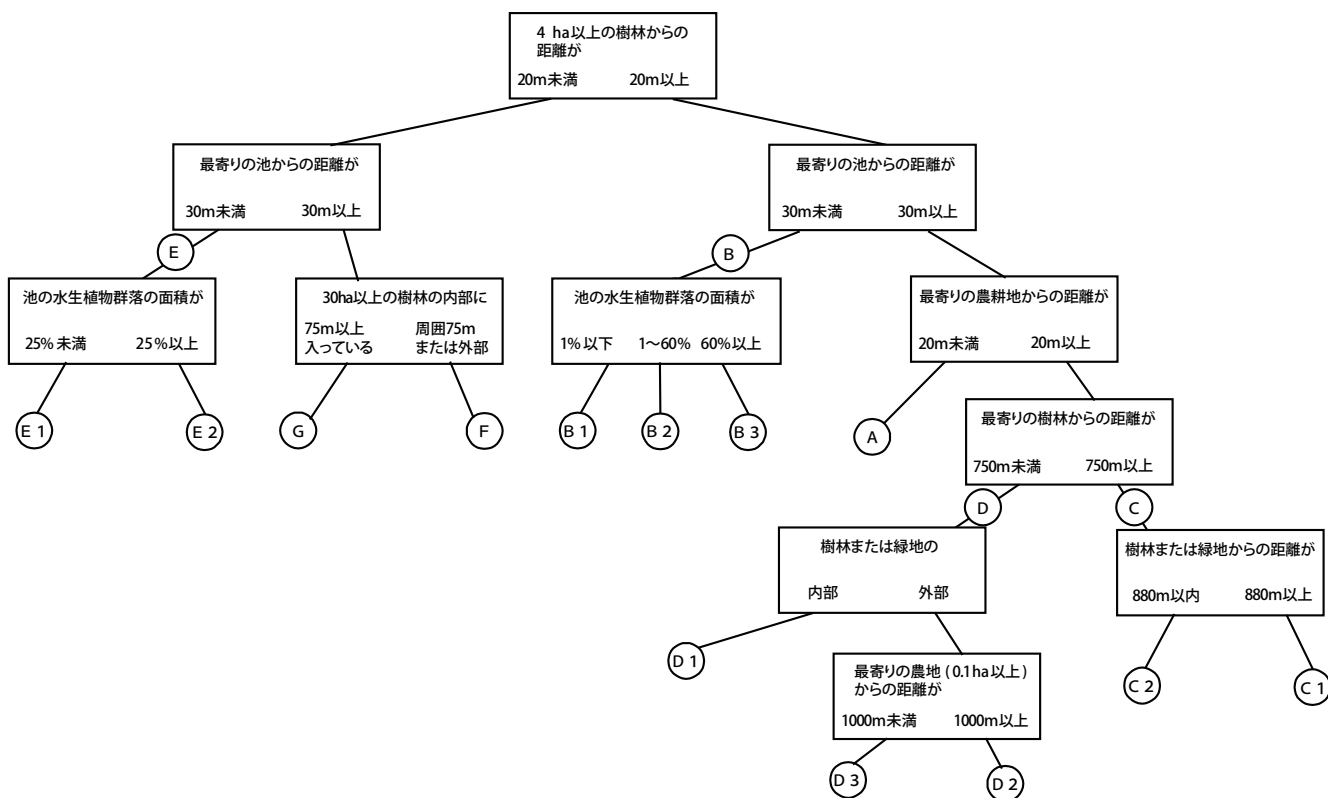 4 ha以上の樹林からの
距離が
20m未満 20m以上
最寄りの池からの距離が
30m未満 30m以上
最寄りの池からの距離が
30m未満 30m以上
E
B
池の水生植物群落の面積が
25%未満 25%以上
30ha以上の樹林の内部に
75m以上 周囲75m
入っている または外部
池の水生植物群落の面積が
1%以下 1〜60% 60%以上
最寄りの農耕地からの距離が
20m未満 20m以上
E 1
E 2
G
F
B 1
B 2
B 3
A
最寄りの樹林からの距離が
750m未満 750m以上
D
C
樹林または緑地の
内部 外部
樹林または緑地からの距離が
880m以内 880m以上
D 1
最寄りの農地(0.1ha以上)
からの距離が
1000m未満 1000m以上
C 2
C 1
D 3
D 2